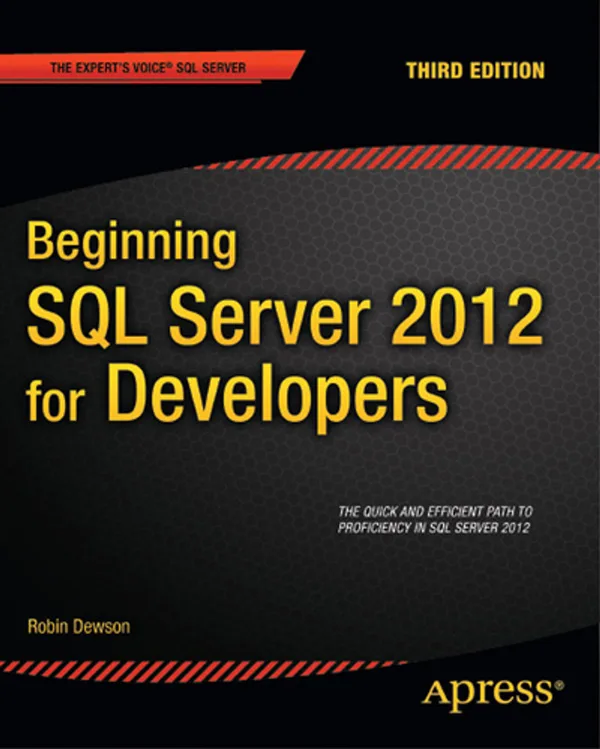 THE EXPERT'S VOICE® SQL SERVER
THIRD EDITION
Beginning
SQL Server 2012
for Developers
THE QUICK AND EFFICIENT PATH TO
PROFICIENCY IN SQL SERVER 2012
Robin Dewson
Apress®